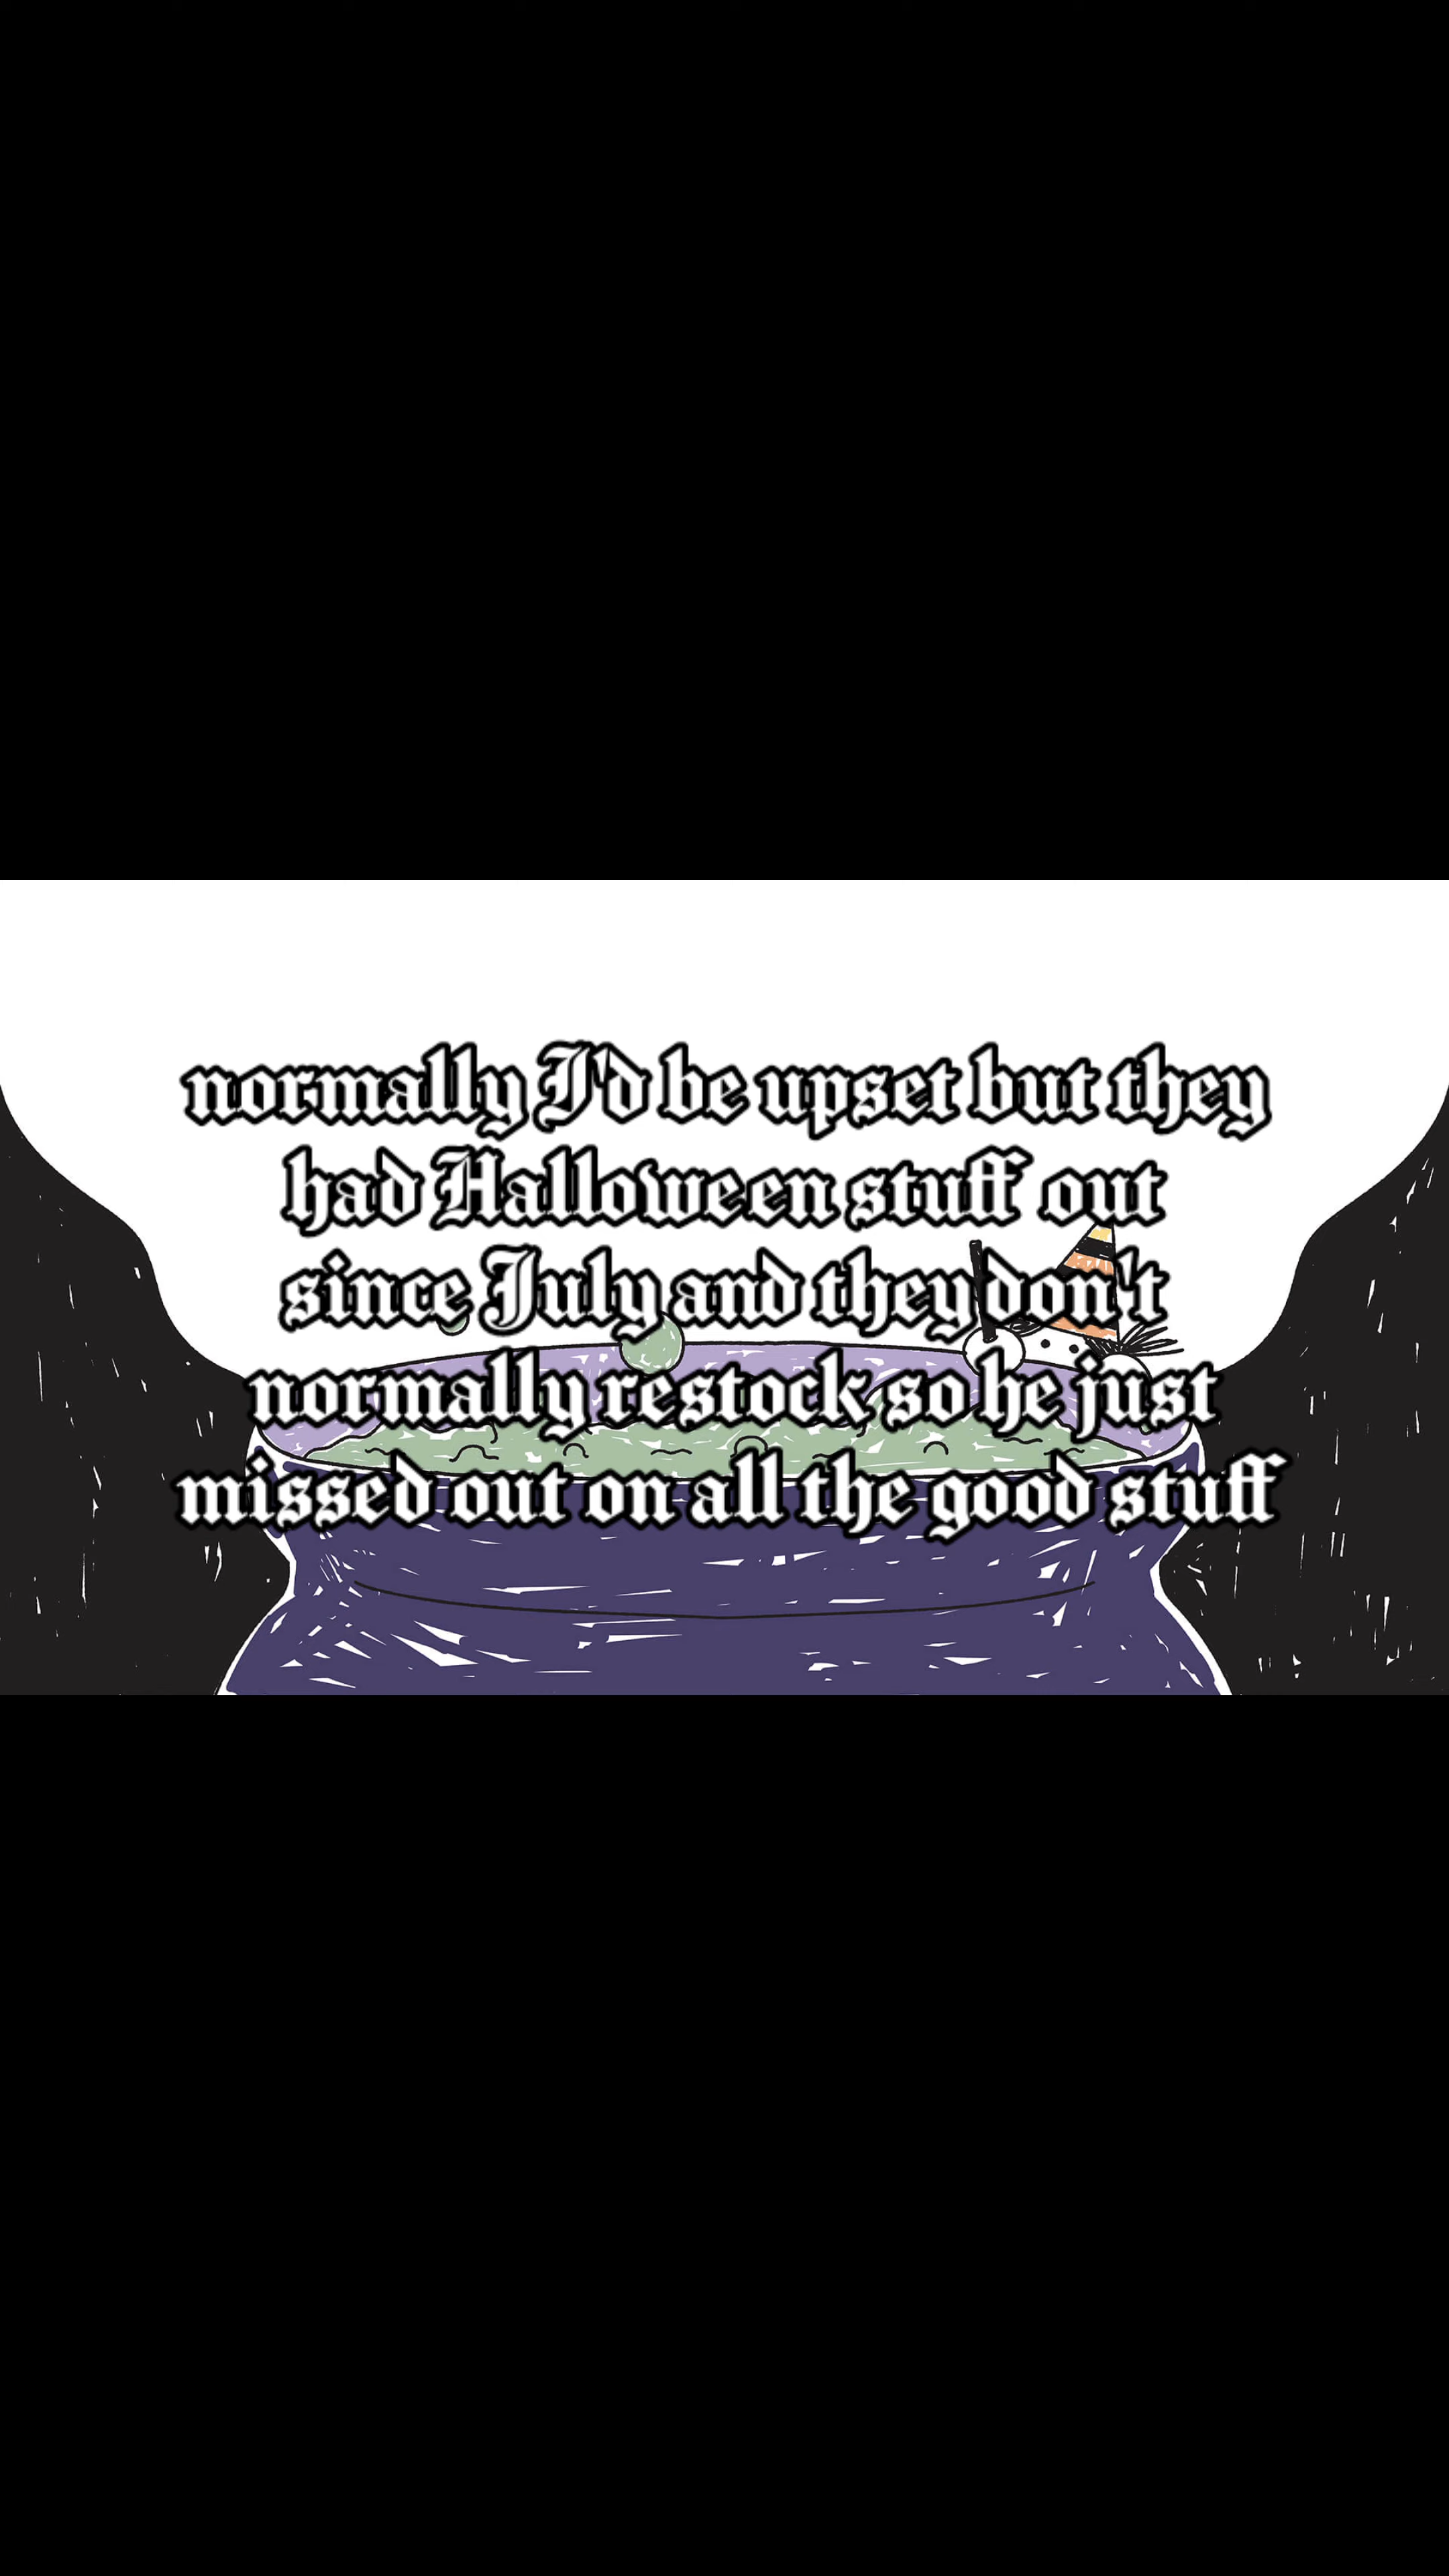 normally I'd be upset but they
had Halloween stuff out
since July and they don't
normally restock so he just
missed out on all the good stuff